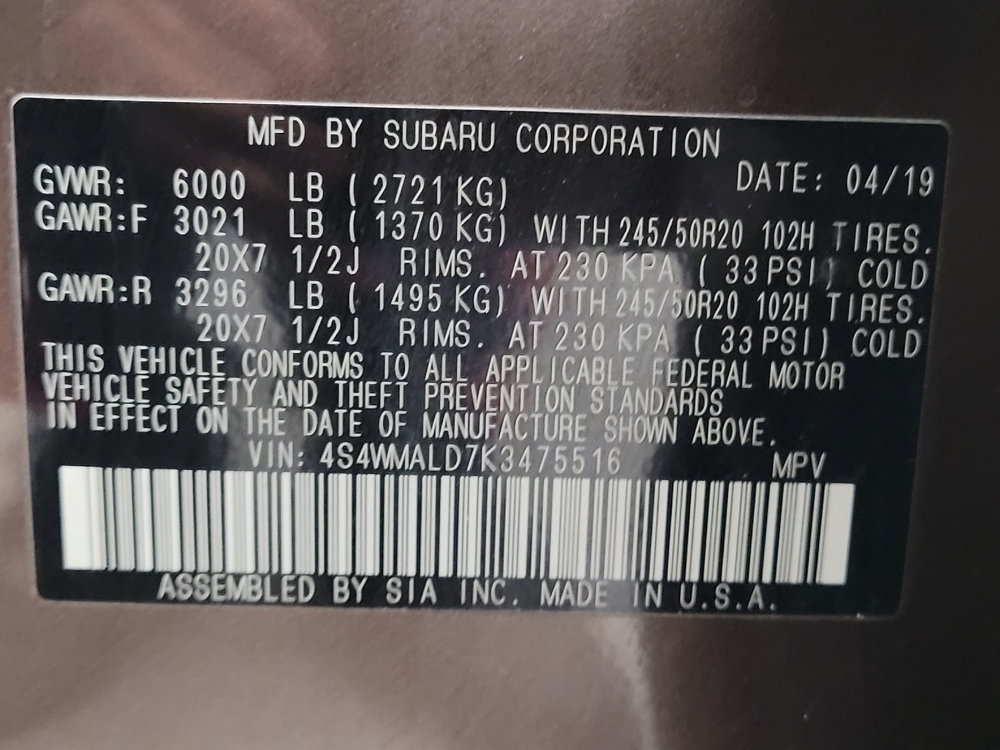 MFD BY SUBARU CORPORATION
DATE: 04/19
GVWR: 6000 LB ( 2721 KG)
GAWR:F 3021 LB ( 1370 KG) WITH 245/50R20 102H TIRES.
20X7 1/2J RIMS. AT 230 KPA ( 33 PSI) COLD
GAWR:R 3296 LB ( 1495 KG) WITH 245/50R20 102H TIRES.
20X7 1/2J RIMS. AT 230 KPA ( 33 PSI) COLD
THIS VEHICLE CONFORMS TO ALL APPLICABLE FEDERAL MOTOR
VEHICLE SAFETY AND THEFT PREVENTION STANDARDS
IN EFFECT ON THE DATE OF MANUFACTURE SHOWN ABOVE.
VIN: 4S4WMALD7K3475516 MPV
ASSEMBLED BY SIA INC. MADE IN U.S.A.